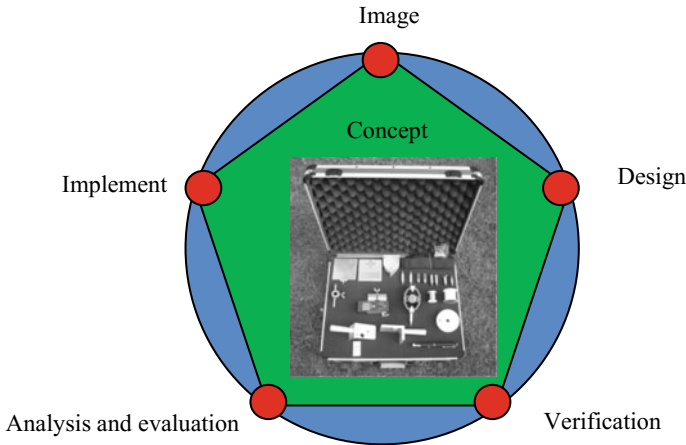 Image
Concept
Implement
Design
Analysis and evaluation
Verification